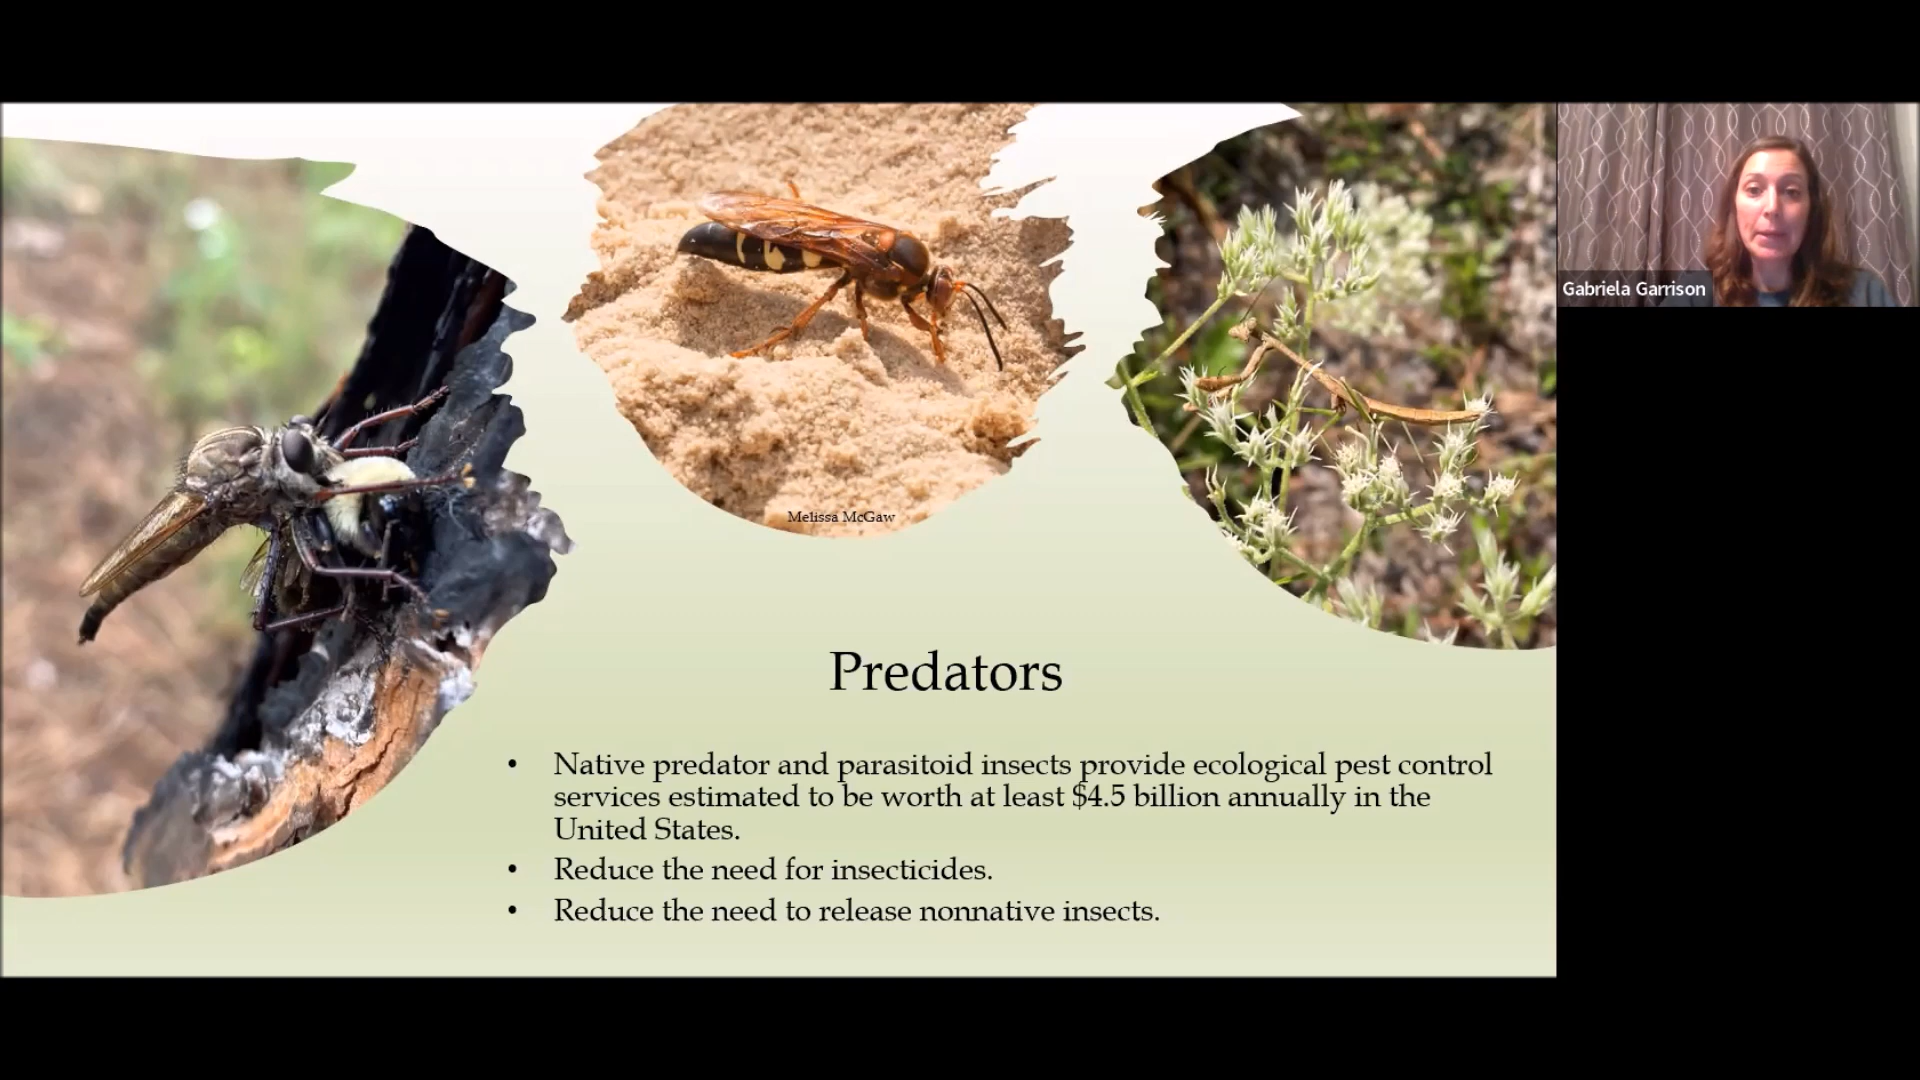 Gabriela Garrison
Melissa McGaw
Predators
• Native predator and parasitoid insects provide ecological pest control
services estimated to be worth at least $4.5 billion annually in the
United States.
• Reduce the need for insecticides.
• Reduce the need to release nonnative insects.